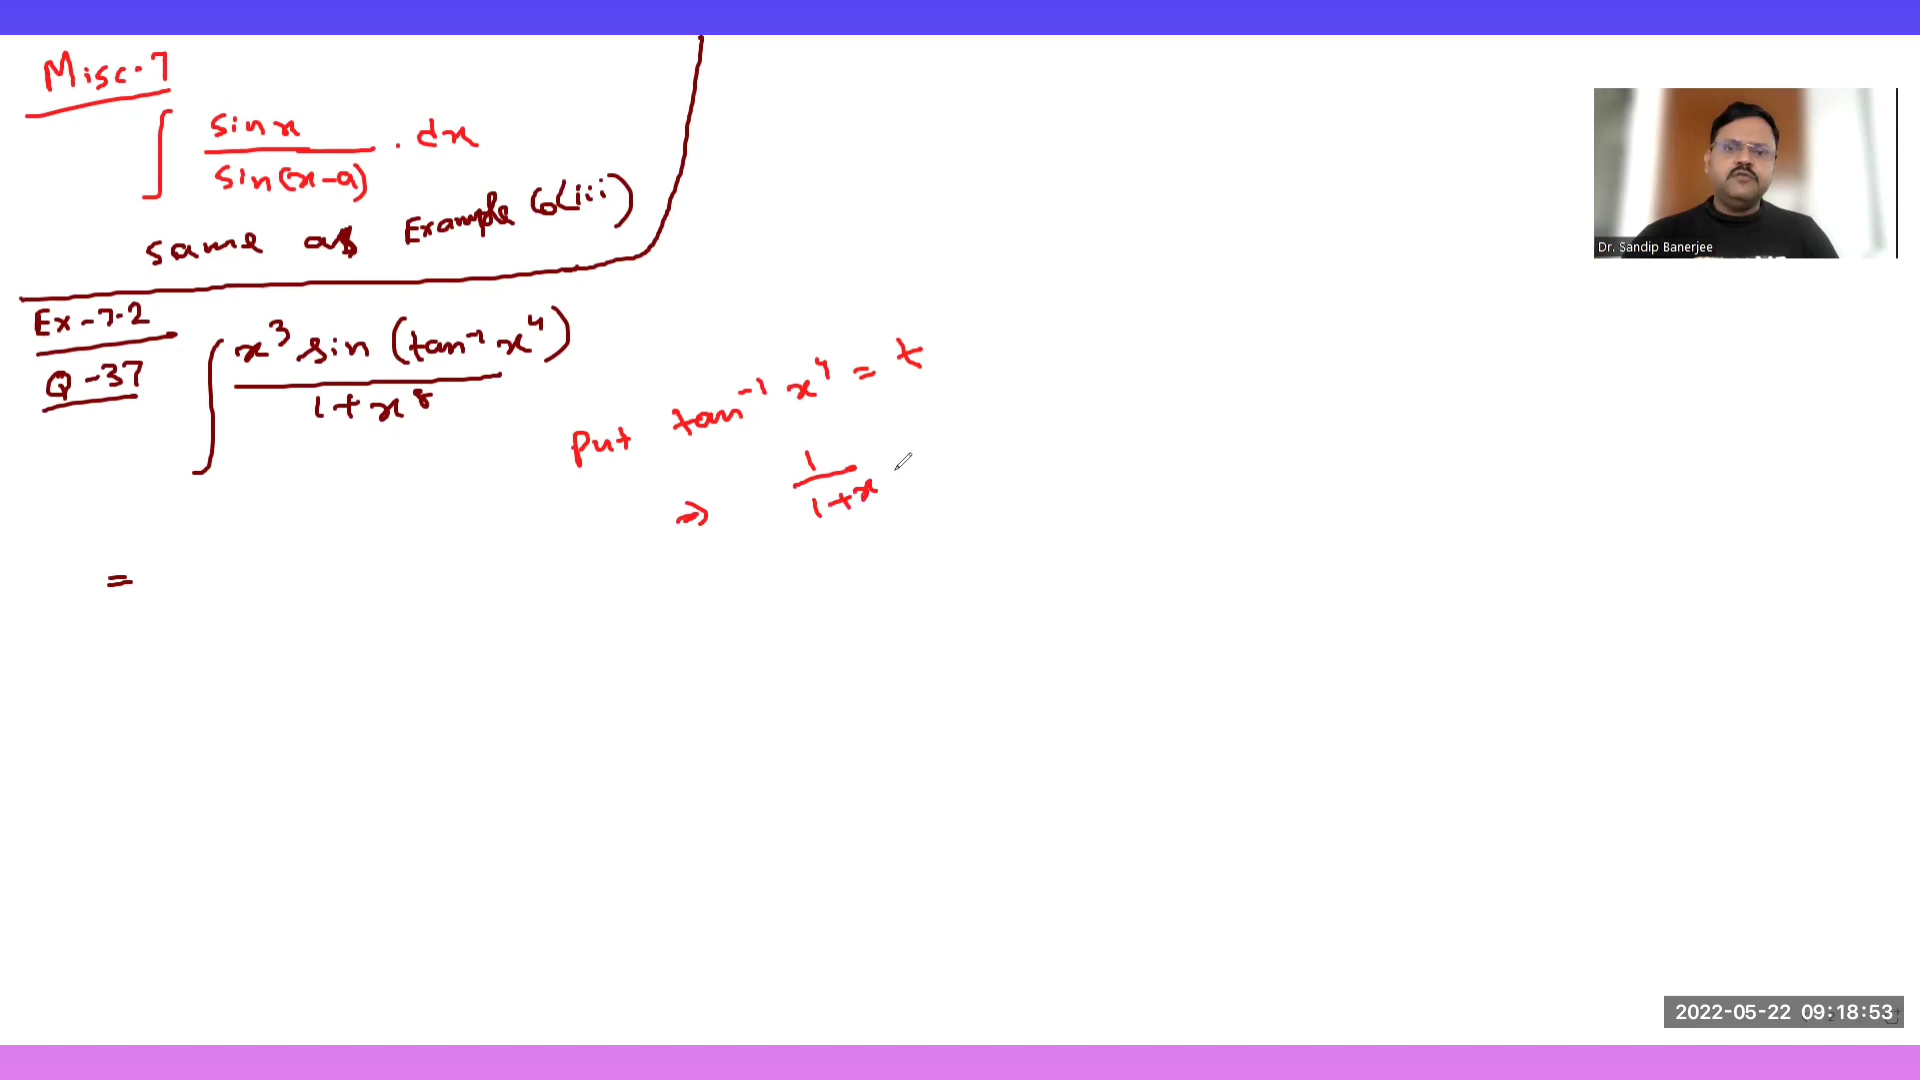 Misc.7
∫ sin x / sin(x-a) . dx
same as Example 6(iii)
Ex-7.2
Q-37
∫ x³ sin (tan⁻¹ x⁴) / 1+x⁸
Put tan⁻¹ x⁴ = t
⇒ 1 / 1+x
=
Dr. Sandip Banerjee
2022-05-22 09:18:53